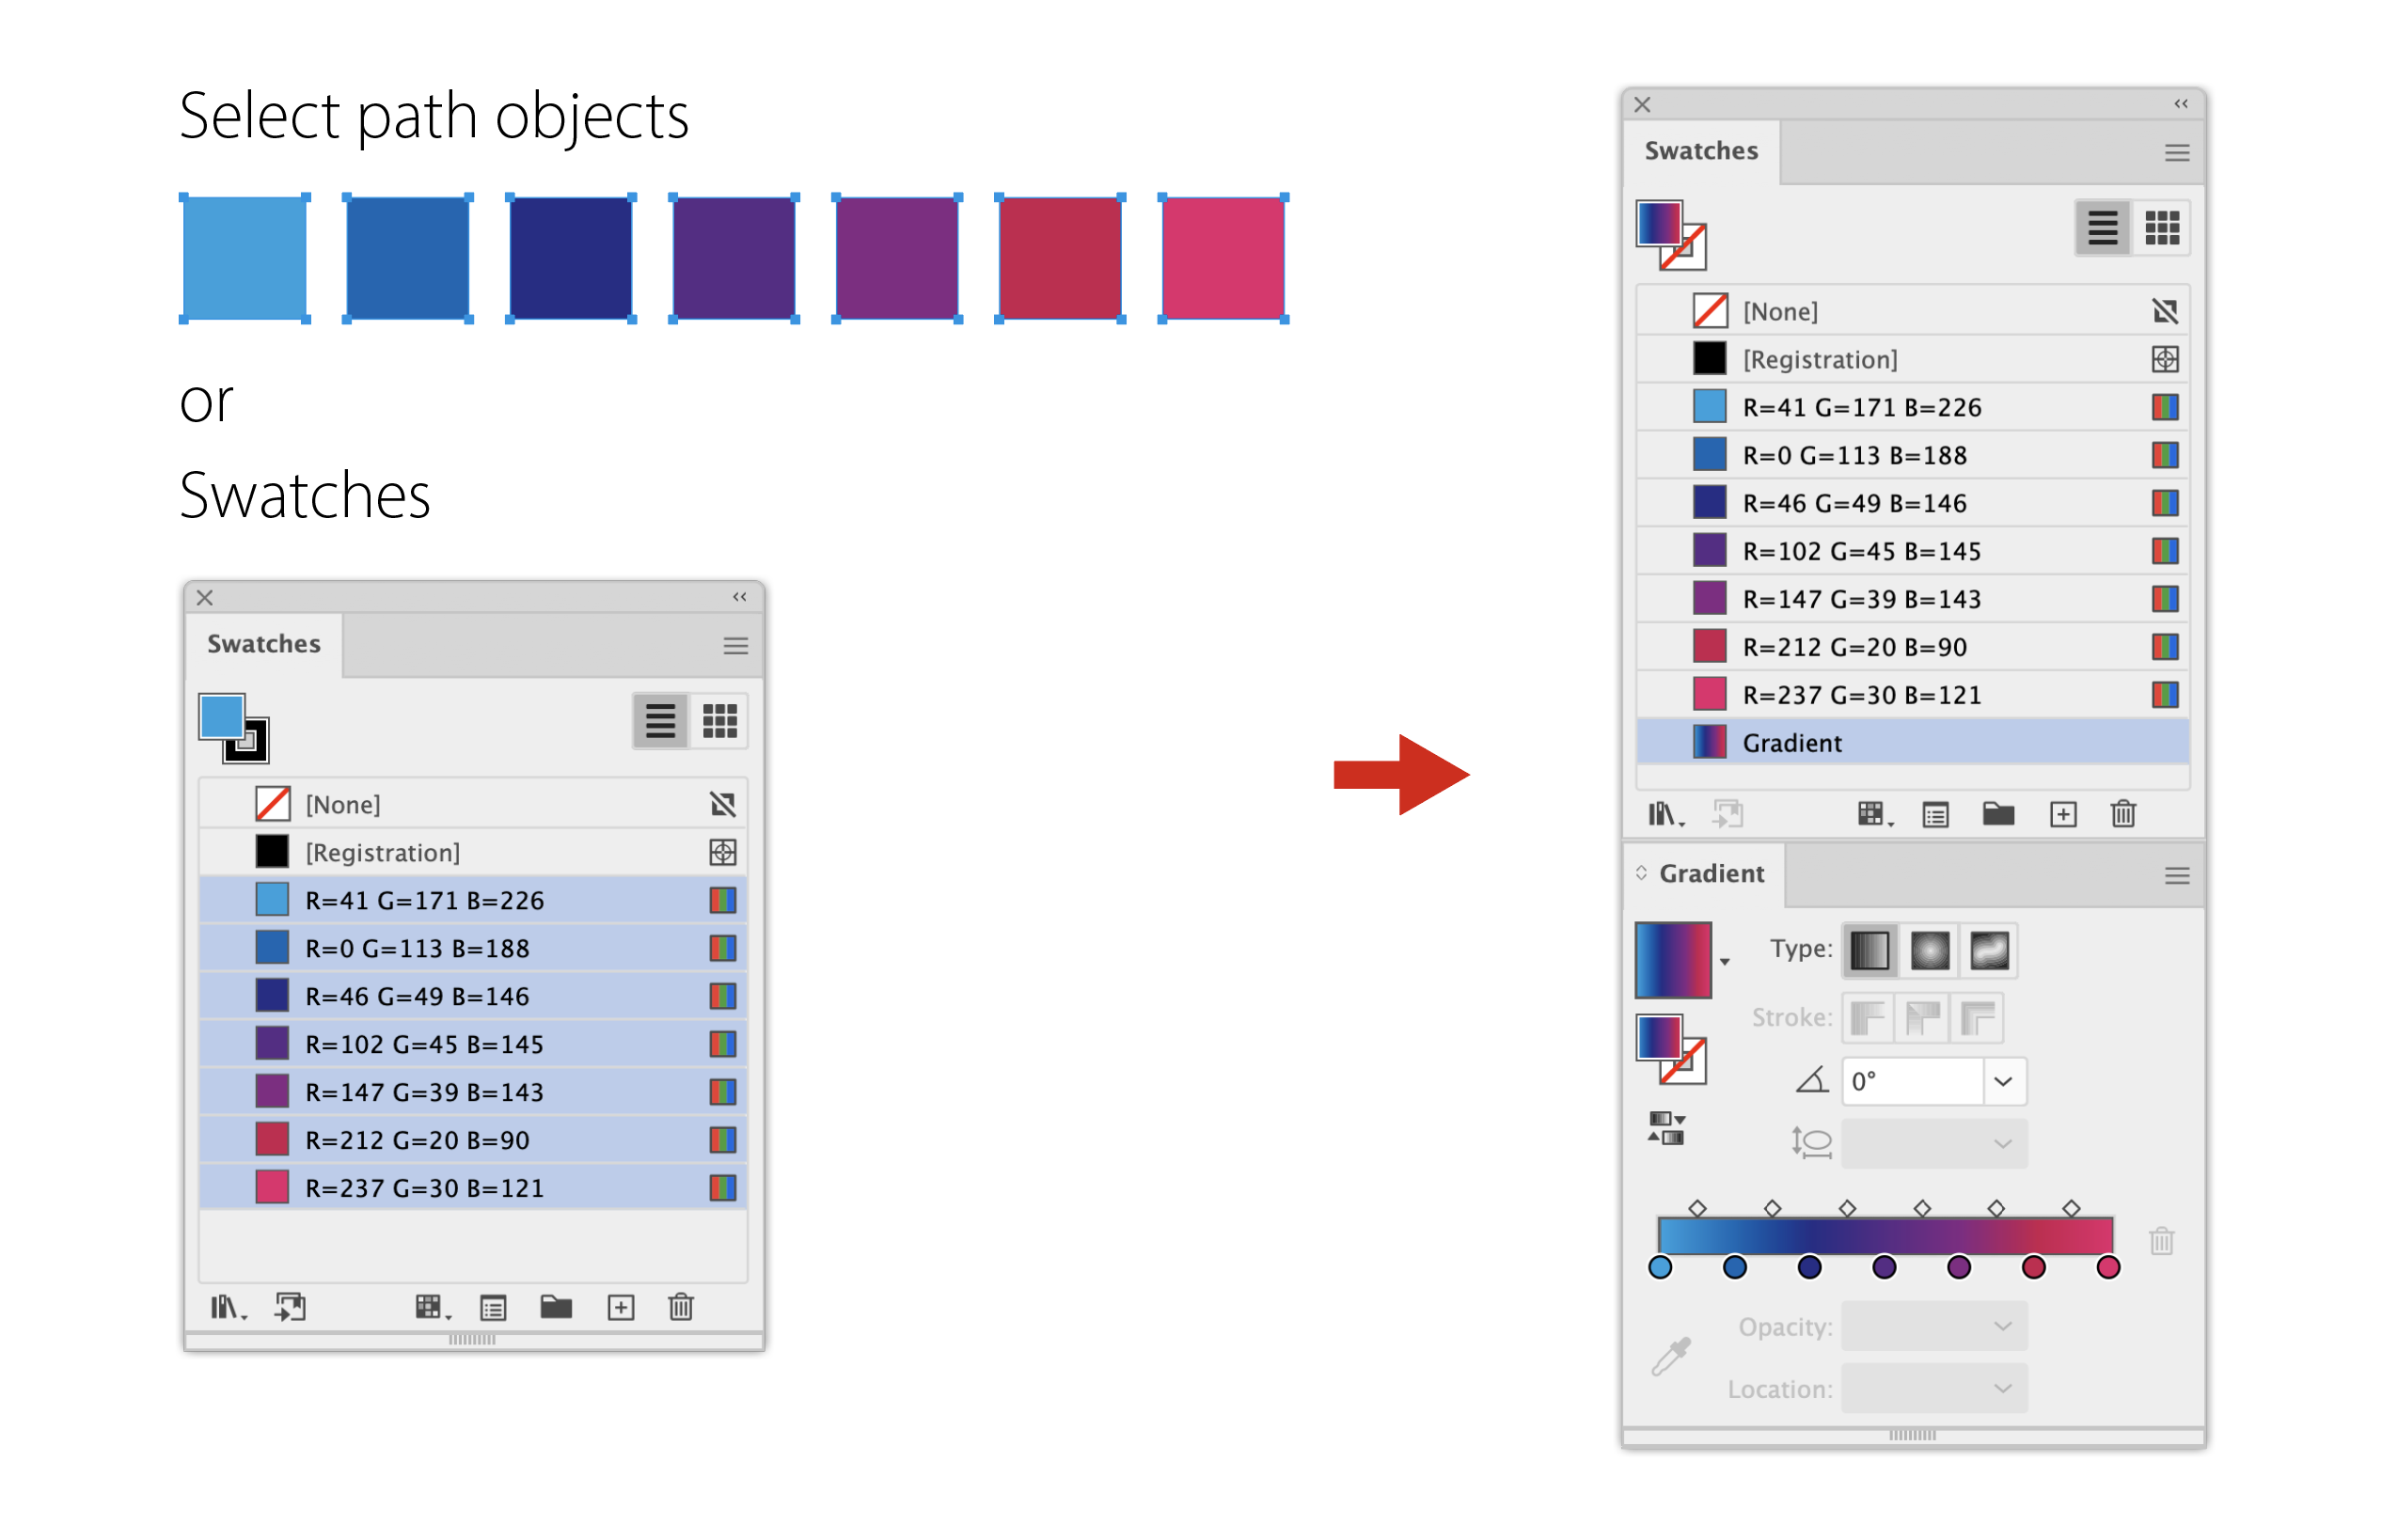 Select path objects
or
Swatches
Swatches
[None]
[Registration]
R=41 G=171 B=226
R=0 G=113 B=188
R=46 G=49 B=146
R=102 G=45 B=145
R=147 G=39 B=143
R=212 G=20 B=90
R=237 G=30 B=121
Swatches
[None]
[Registration]
R=41 G=171 B=226
R=0 G=113 B=188
R=46 G=49 B=146
R=102 G=45 B=145
R=147 G=39 B=143
R=212 G=20 B=90
R=237 G=30 B=121
Gradient
Gradient
Type:
Stroke:
0°
Opacity:
Location: